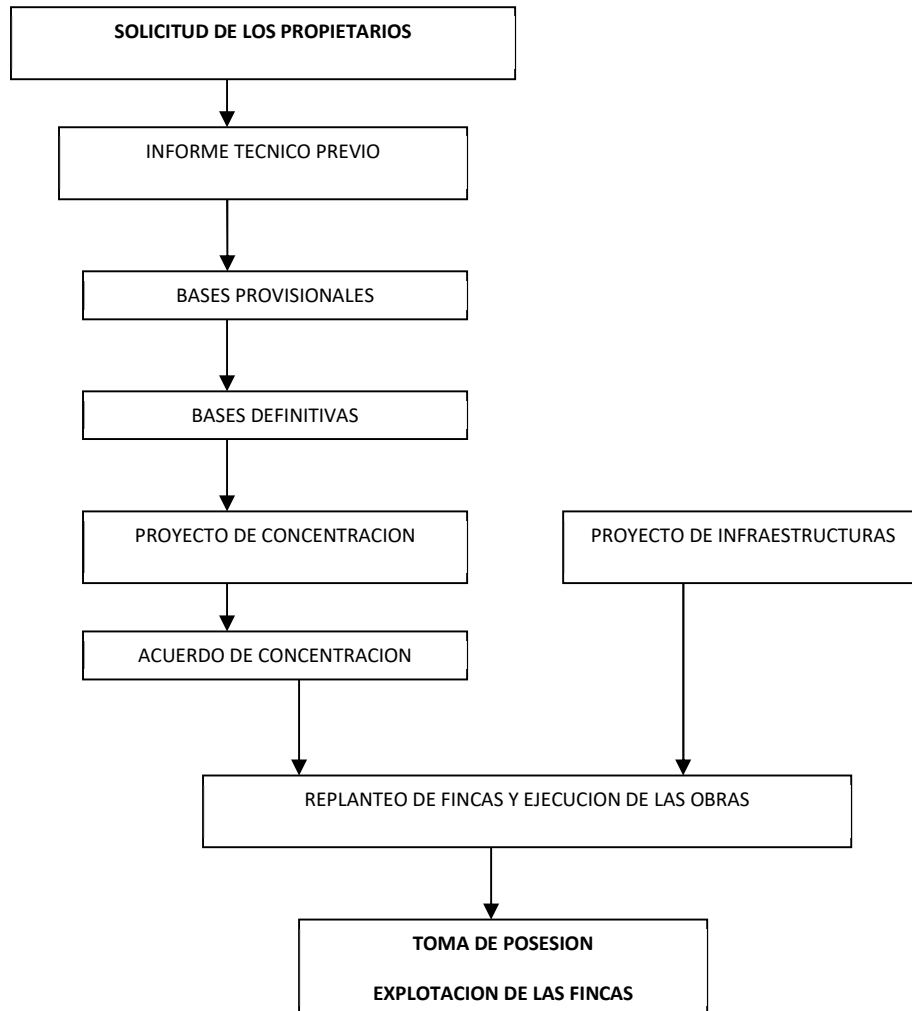 SOLICITUD DE LOS PROPIETARIOS
INFORME TECNICO PREVIO
BASES PROVISIONALES
BASES DEFINITIVAS
PROYECTO DE CONCENTRACION
PROYECTO DE INFRAESTRUCTURAS
ACUERDO DE CONCENTRACION
REPLANTEO DE FINCAS Y EJECUCION DE LAS OBRAS
TOMA DE POSESION
EXPLOTACION DE LAS FINCAS